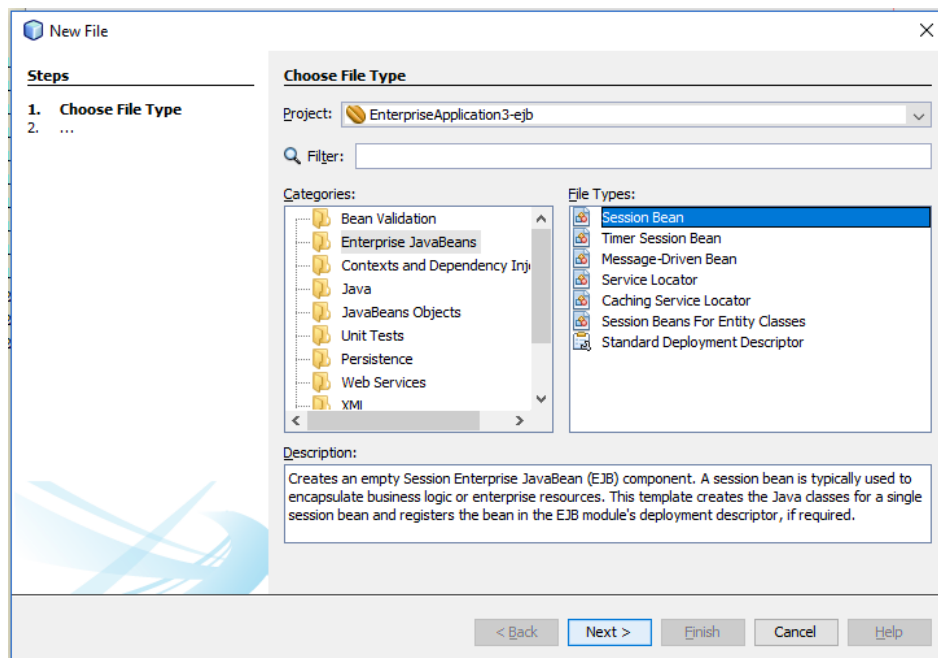 New File
Steps
1. Choose File Type
2. ...
Choose File Type
Project: EnterpriseApplication3-ejb
Filter:
Categories:
Bean Validation
Enterprise JavaBeans
Contexts and Dependency Inj
Java
JavaBeans Objects
Unit Tests
Persistence
Web Services
XML
File Types:
Session Bean
Timer Session Bean
Message-Driven Bean
Service Locator
Caching Service Locator
Session Beans For Entity Classes
Standard Deployment Descriptor
Description:
Creates an empty Session Enterprise JavaBean (EJB) component. A session bean is typically used to
encapsulate business logic or enterprise resources. This template creates the Java classes for a single
session bean and registers the bean in the EJB module's deployment descriptor, if required.
< Back
Next >
Finish
Cancel
Help